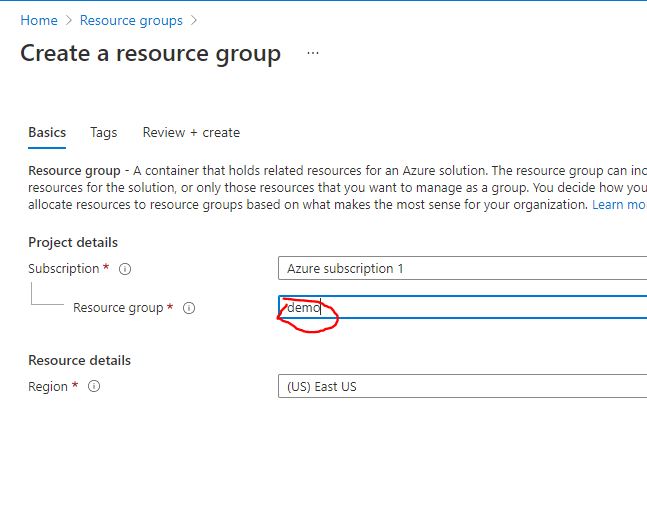 Home > Resource groups >
Create a resource group ...
Basics Tags Review + create
Resource group - A container that holds related resources for an Azure solution. The resource group can inc
resources for the solution, or only those resources that you want to manage as a group. You decide how you
allocate resources to resource groups based on what makes the most sense for your organization. Learn mo
Project details
Subscription * Azure subscription 1
Resource group * demo
Resource details
Region * (US) East US